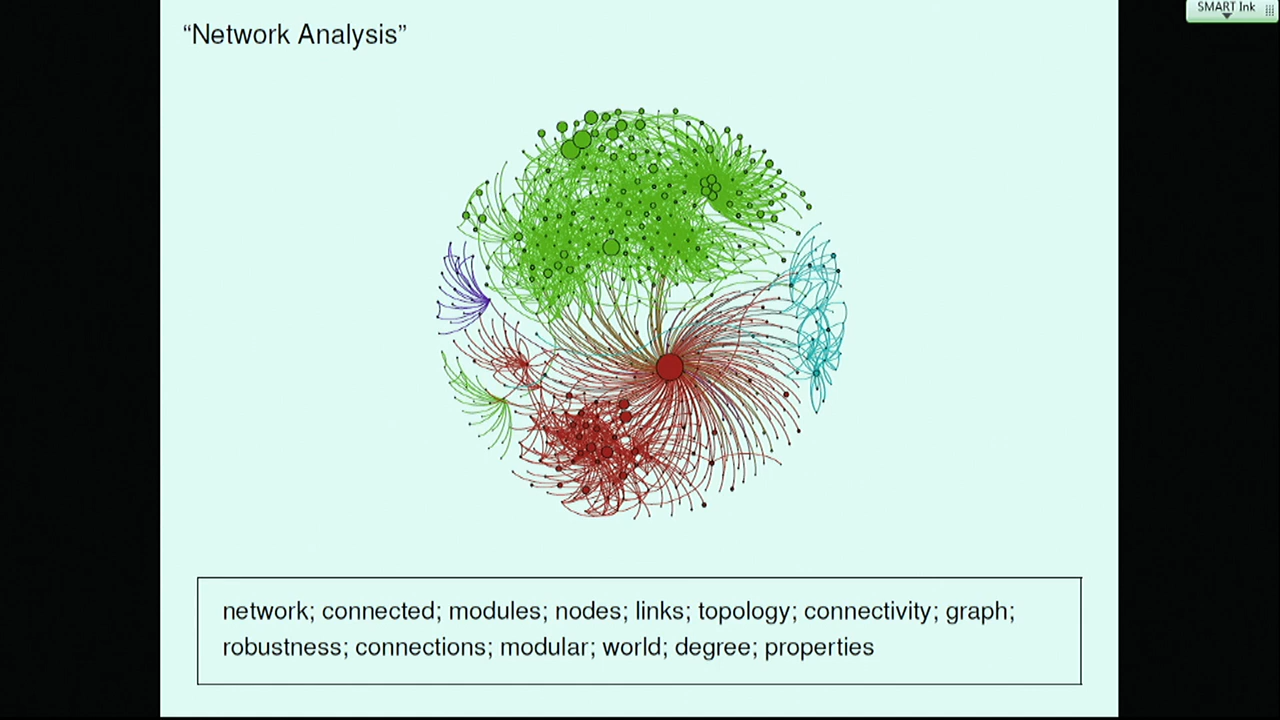 SMART Ink
“Network Analysis”
network; connected; modules; nodes; links; topology; connectivity; graph;
robustness; connections; modular; world; degree; properties